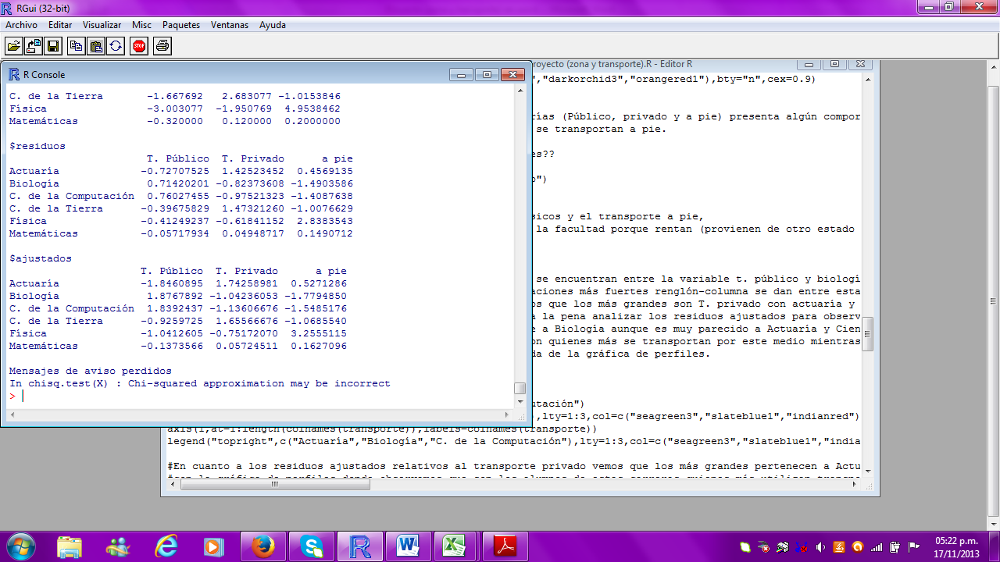 RGui (32-bit)
Archivo Editar Visualizar Misc Paquetes Ventanas Ayuda
STOP
R Console
C. de la Tierra -1.667692 2.683077 -1.0153846
Física -3.003077 -1.950769 4.9538462
Matemáticas -0.320000 0.120000 0.2000000
$residuos
T. Público T. Privado a pie
Actuaría -0.72707525 1.42523452 0.4569135
Biología 0.71420201 -0.82373608 -1.4903586
C. de la Computación 0.76027455 -0.97521323 -1.4087638
C. de la Tierra -0.39675829 1.47321260 -1.0076629
Física -0.41249237 -0.61841152 2.8383543
Matemáticas -0.05717934 0.04948717 0.1490712
$ajustados
T. Público T. Privado a pie
Actuaría -1.8460895 1.74258981 0.5271286
Biología 1.8767892 -1.04236053 -1.7794850
C. de la Computación 1.8392437 -1.13606676 -1.5485176
C. de la Tierra -0.9259725 1.65566674 -1.0685540
Física -1.0412605 -0.75172070 3.2555115
Matemáticas -0.1373566 0.05724511 0.1627096
Mensajes de aviso perdidos
In chisq.test(X) : Chi-squared approximation may be incorrect
>
royecto (zona y transporte).R - Editor R
","darkorchid3","orangered1"),bty="n",cex=0.9)
rías (Público, privado y a pie) presenta algún compor
se transportan a pie.
es??
o")
sicos y el transporte a pie,
la facultad porque rentan (provienen de otro estado
se encuentran entre la variable t. público y biologí
aciones más fuertes renglón-columna se dan entre esta
os que los más grandes son T. privado con actuaría y
a la pena analizar los residuos ajustados para observ
e a Biología aunque es muy parecido a Actuaría y Cien
on quienes más se transportan por este medio mientras
da de la gráfica de perfiles.
utación")
),lty=1:3,col=c("seagreen3","slateblue1","indianred")
axis(1,at=1:length(colnames(transporte)),labels=colnames(transporte))
legend("topright",c("Actuaría","Biología","C. de la Computación"),lty=1:3,col=c("seagreen3","slateblue1","india
#En cuanto a los residuos ajustados relativos al transporte privado vemos que los más grandes pertenecen a Actu
05:22 p.m.
17/11/2013